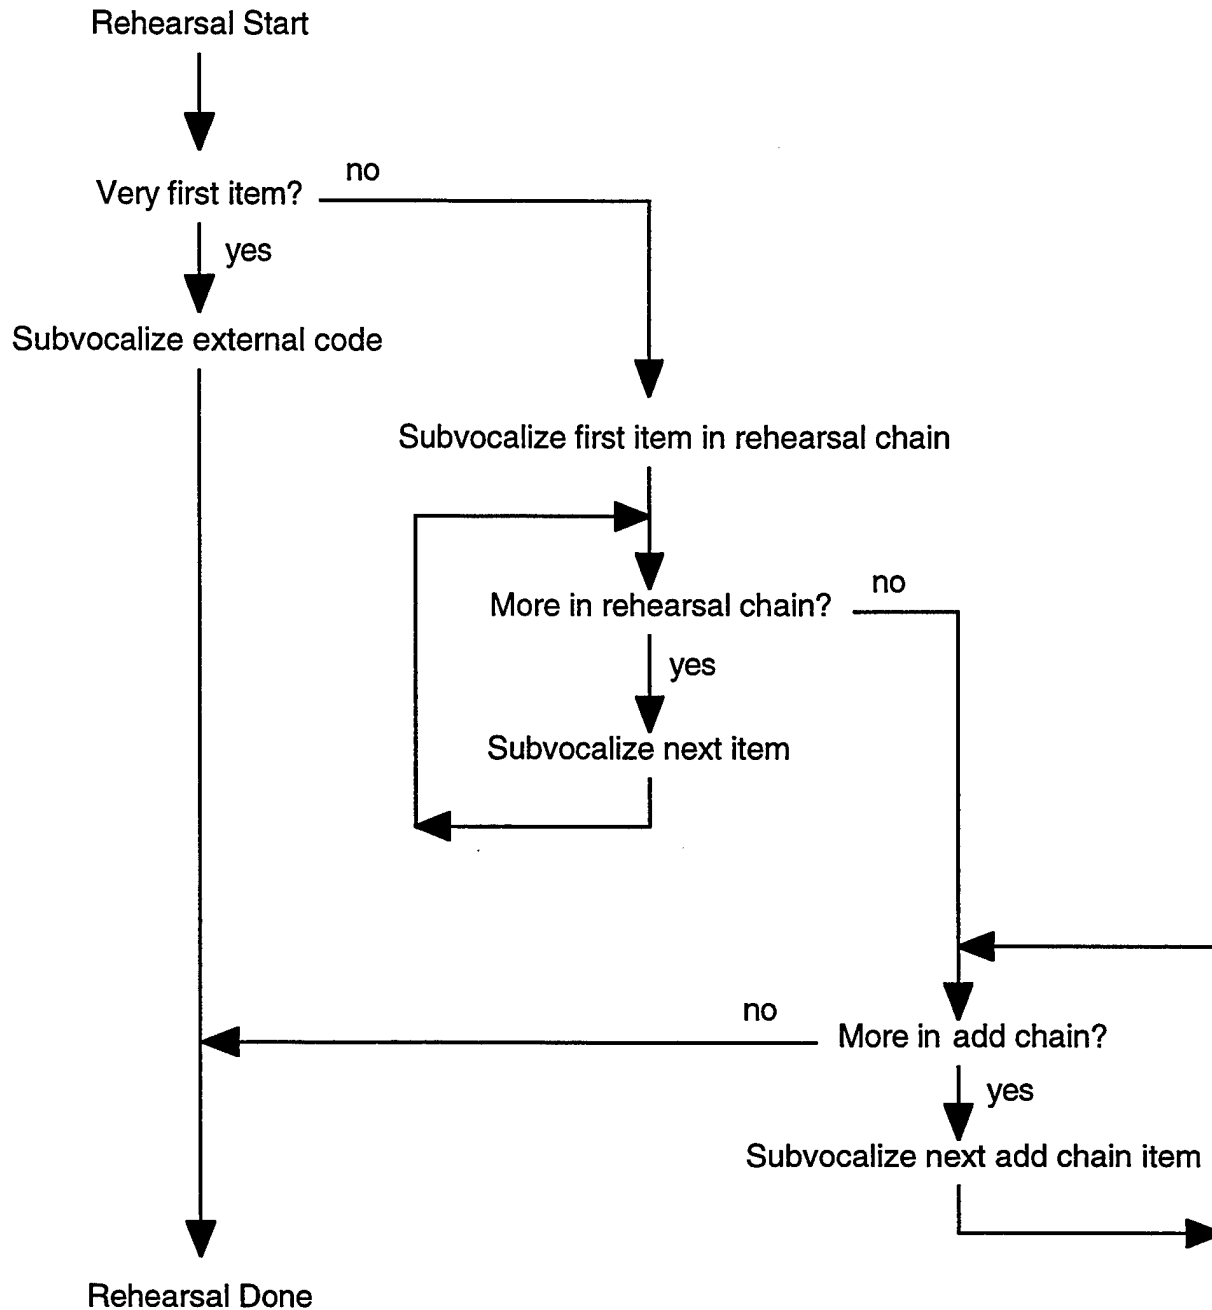 Rehearsal Start
no
Very first item?
yes
Subvocalize external code
Subvocalize first item in rehearsal chain
no
More in rehearsal chain?
yes
Subvocalize next item
no
More in add chain?
yes
Subvocalize next add chain item
Rehearsal Done